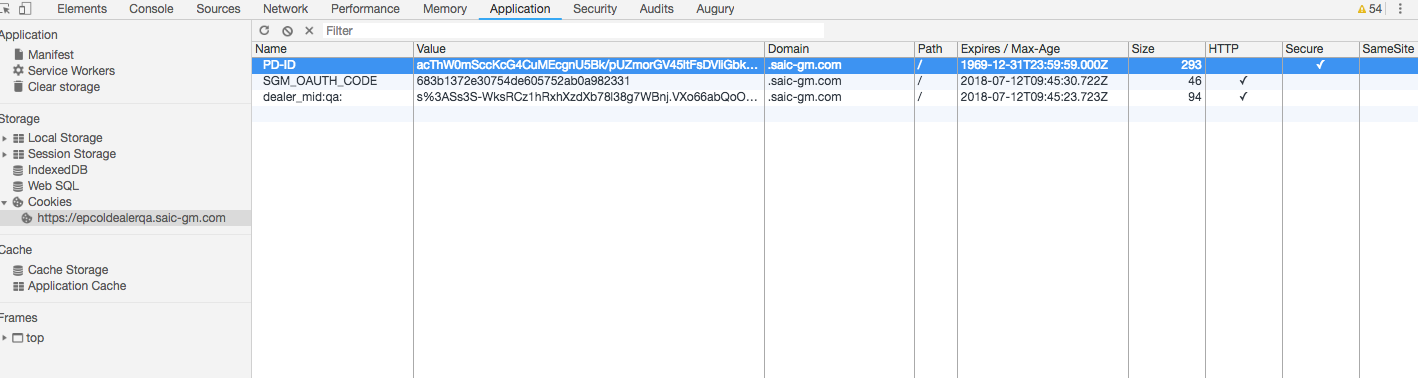 Elements Console Sources Network Performance Memory Application Security Audits Augury 54
Application
Manifest
Service Workers
Clear storage
Storage
Local Storage
Session Storage
IndexedDB
Web SQL
Cookies
https://epcoldealerqa.saic-gm.com
Cache
Cache Storage
Application Cache
Frames
top
Filter
Name Value Domain Path Expires / Max-Age Size HTTP Secure SameSite
PD-ID .saic-gm.com / 1969-12-31T23:59:59.000Z 293 ✓
SGM_OAUTH_CODE 683b1372e30754de605752ab0a982331 .saic-gm.com / 2018-07-12T09:45:30.722Z 46 ✓
dealer_mid:qa: s%3ASs3S-WksRCz1hRxhXzdXb78l38g7WBnj.VXo66abQoO… .saic-gm.com / 2018-07-12T09:45:23.723Z 94 ✓